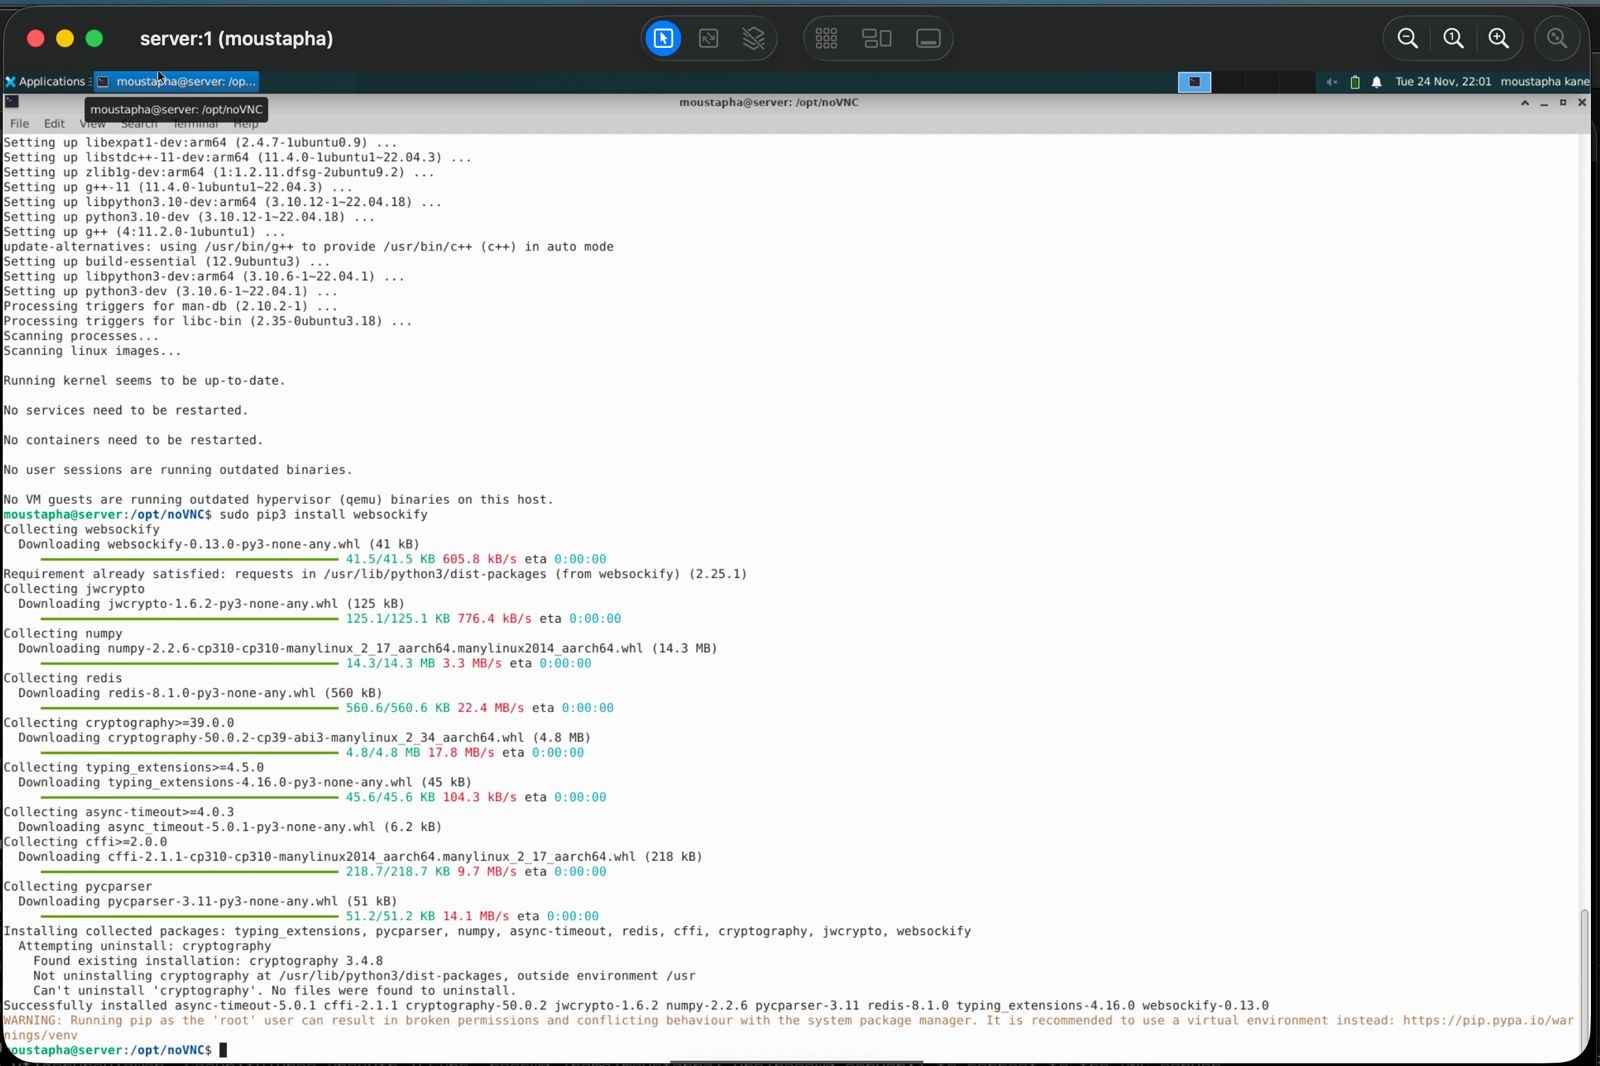 server:1 (moustapha)
Applications
moustapha@server: /op...
Tue 24 Nov, 22:01
moustapha kane
moustapha@server: /opt/noVNC
moustapha@server: /opt/noVNC
File Edit View Search Terminal Help
Setting up libexpat1-dev:arm64 (2.4.7-1ubuntu0.9) ...
Setting up libstdc++-11-dev:arm64 (11.4.0-1ubuntu1~22.04.3) ...
Setting up zlib1g-dev:arm64 (1:1.2.11.dfsg-2ubuntu9.2) ...
Setting up g++-11 (11.4.0-1ubuntu1~22.04.3) ...
Setting up libpython3.10-dev:arm64 (3.10.12-1~22.04.18) ...
Setting up python3.10-dev (3.10.12-1~22.04.18) ...
Setting up g++ (4:11.2.0-1ubuntu1) ...
update-alternatives: using /usr/bin/g++ to provide /usr/bin/c++ (c++) in auto mode
Setting up build-essential (12.9ubuntu3) ...
Setting up libpython3-dev:arm64 (3.10.6-1~22.04.1) ...
Setting up python3-dev (3.10.6-1~22.04.1) ...
Processing triggers for man-db (2.10.2-1) ...
Processing triggers for libc-bin (2.35-0ubuntu3.18) ...
Scanning processes...
Scanning linux images...
Running kernel seems to be up-to-date.
No services need to be restarted.
No containers need to be restarted.
No user sessions are running outdated binaries.
No VM guests are running outdated hypervisor (qemu) binaries on this host.
moustapha@server:/opt/noVNC$ sudo pip3 install websockify
Collecting websockify
Downloading websockify-0.13.0-py3-none-any.whl (41 kB)
41.5/41.5 KB 605.8 kB/s eta 0:00:00
Requirement already satisfied: requests in /usr/lib/python3/dist-packages (from websockify) (2.25.1)
Collecting jwcrypto
Downloading jwcrypto-1.6.2-py3-none-any.whl (125 kB)
125.1/125.1 KB 776.4 kB/s eta 0:00:00
Collecting numpy
Downloading numpy-2.2.6-cp310-cp310-manylinux_2_17_aarch64.manylinux2014_aarch64.whl (14.3 MB)
14.3/14.3 MB 3.3 MB/s eta 0:00:00
Collecting redis
Downloading redis-8.1.0-py3-none-any.whl (560 kB)
560.6/560.6 KB 22.4 MB/s eta 0:00:00
Collecting cryptography>=39.0.0
Downloading cryptography-50.0.2-cp39-abi3-manylinux_2_34_aarch64.whl (4.8 MB)
4.8/4.8 MB 17.8 MB/s eta 0:00:00
Collecting typing_extensions>=4.5.0
Downloading typing_extensions-4.16.0-py3-none-any.whl (45 kB)
45.6/45.6 KB 104.3 kB/s eta 0:00:00
Collecting async-timeout>=4.0.3
Downloading async_timeout-5.0.1-py3-none-any.whl (6.2 kB)
Collecting cffi>=2.0.0
Downloading cffi-2.1.1-cp310-cp310-manylinux2014_aarch64.manylinux_2_17_aarch64.whl (218 kB)
218.7/218.7 KB 9.7 MB/s eta 0:00:00
Collecting pycparser
Downloading pycparser-3.11-py3-none-any.whl (51 kB)
51.2/51.2 KB 14.1 MB/s eta 0:00:00
Installing collected packages: typing_extensions, pycparser, numpy, async-timeout, redis, cffi, cryptography, jwcrypto, websockify
Attempting uninstall: cryptography
Found existing installation: cryptography 3.4.8
Not uninstalling cryptography at /usr/lib/python3/dist-packages, outside environment /usr
Can't uninstall 'cryptography'. No files were found to uninstall.
Successfully installed async-timeout-5.0.1 cffi-2.1.1 cryptography-50.0.2 jwcrypto-1.6.2 numpy-2.2.6 pycparser-3.11 redis-8.1.0 typing_extensions-4.16.0 websockify-0.13.0
WARNING: Running pip as the 'root' user can result in broken permissions and conflicting behaviour with the system package manager. It is recommended to use a virtual environment instead: https://pip.pypa.io/war
nings/venv
moustapha@server:/opt/noVNC$